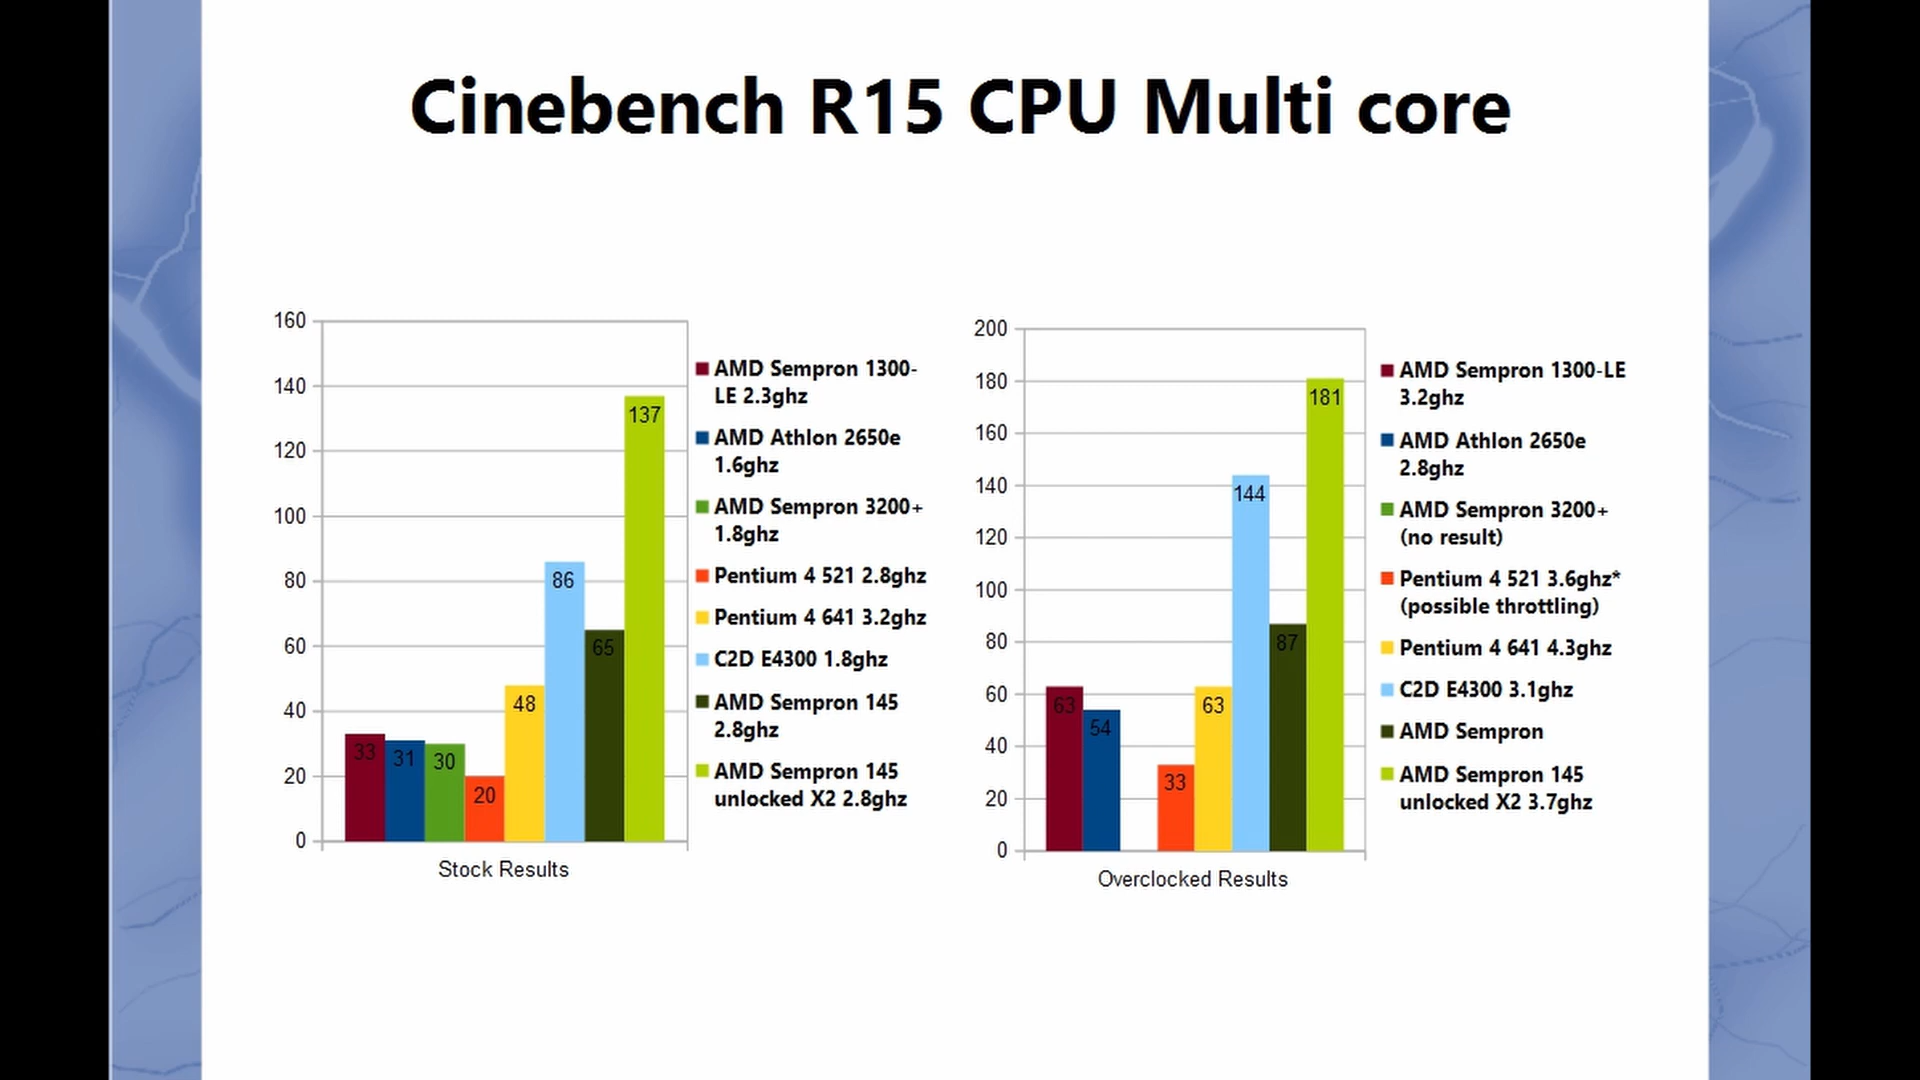 Cinebench R15 CPU Multi core
160
140
120
100
80
60
40
20
0
33
31
30
20
48
86
65
137
Stock Results
AMD Sempron 1300-
LE 2.3ghz
AMD Athlon 2650e
1.6ghz
AMD Sempron 3200+
1.8ghz
Pentium 4 521 2.8ghz
Pentium 4 641 3.2ghz
C2D E4300 1.8ghz
AMD Sempron 145
2.8ghz
AMD Sempron 145
unlocked X2 2.8ghz
200
180
160
140
120
100
80
60
40
20
0
63
54
33
63
144
87
181
Overclocked Results
AMD Sempron 1300-LE
3.2ghz
AMD Athlon 2650e
2.8ghz
AMD Sempron 3200+
(no result)
Pentium 4 521 3.6ghz*
(possible throttling)
Pentium 4 641 4.3ghz
C2D E4300 3.1ghz
AMD Sempron
AMD Sempron 145
unlocked X2 3.7ghz